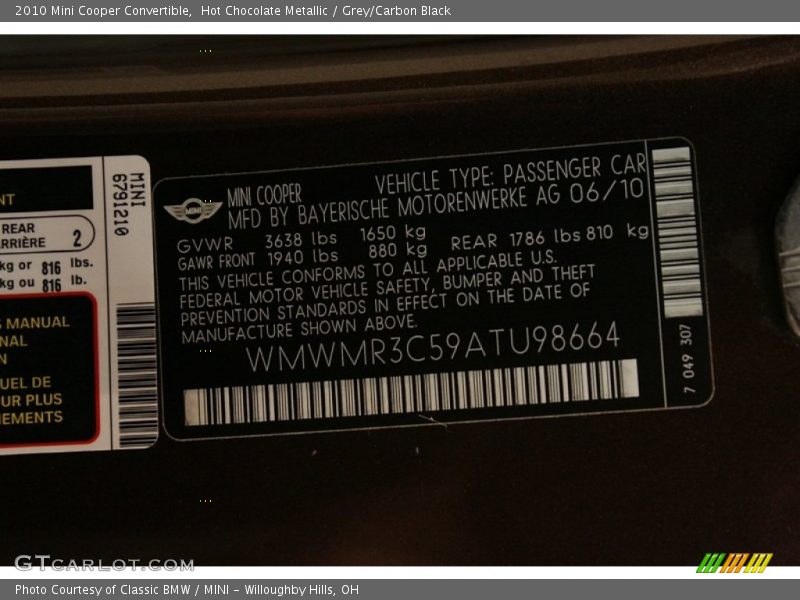 2010 Mini Cooper Convertible, Hot Chocolate Metallic / Grey/Carbon Black
NT
REAR
ARRIÈRE 2
kg or 816 lbs.
kg ou 816 lb.
S MANUAL
NAL
N
UEL DE
UR PLUS
NEMENTS
MINI
6791210
MINI
MINI COOPER VEHICLE TYPE: PASSENGER CAR
MFD BY BAYERISCHE MOTORENWERKE AG 06/10
GVWR 3638 lbs 1650 kg
GAWR FRONT 1940 lbs 880 kg REAR 1786 lbs 810 kg
THIS VEHICLE CONFORMS TO ALL APPLICABLE U.S.
FEDERAL MOTOR VEHICLE SAFETY, BUMPER AND THEFT
PREVENTION STANDARDS IN EFFECT ON THE DATE OF
MANUFACTURE SHOWN ABOVE.
WMWMR3C59ATU98664
7 049 307
GTCARLOT.COM
Photo Courtesy of Classic BMW / MINI - Willoughby Hills, OH